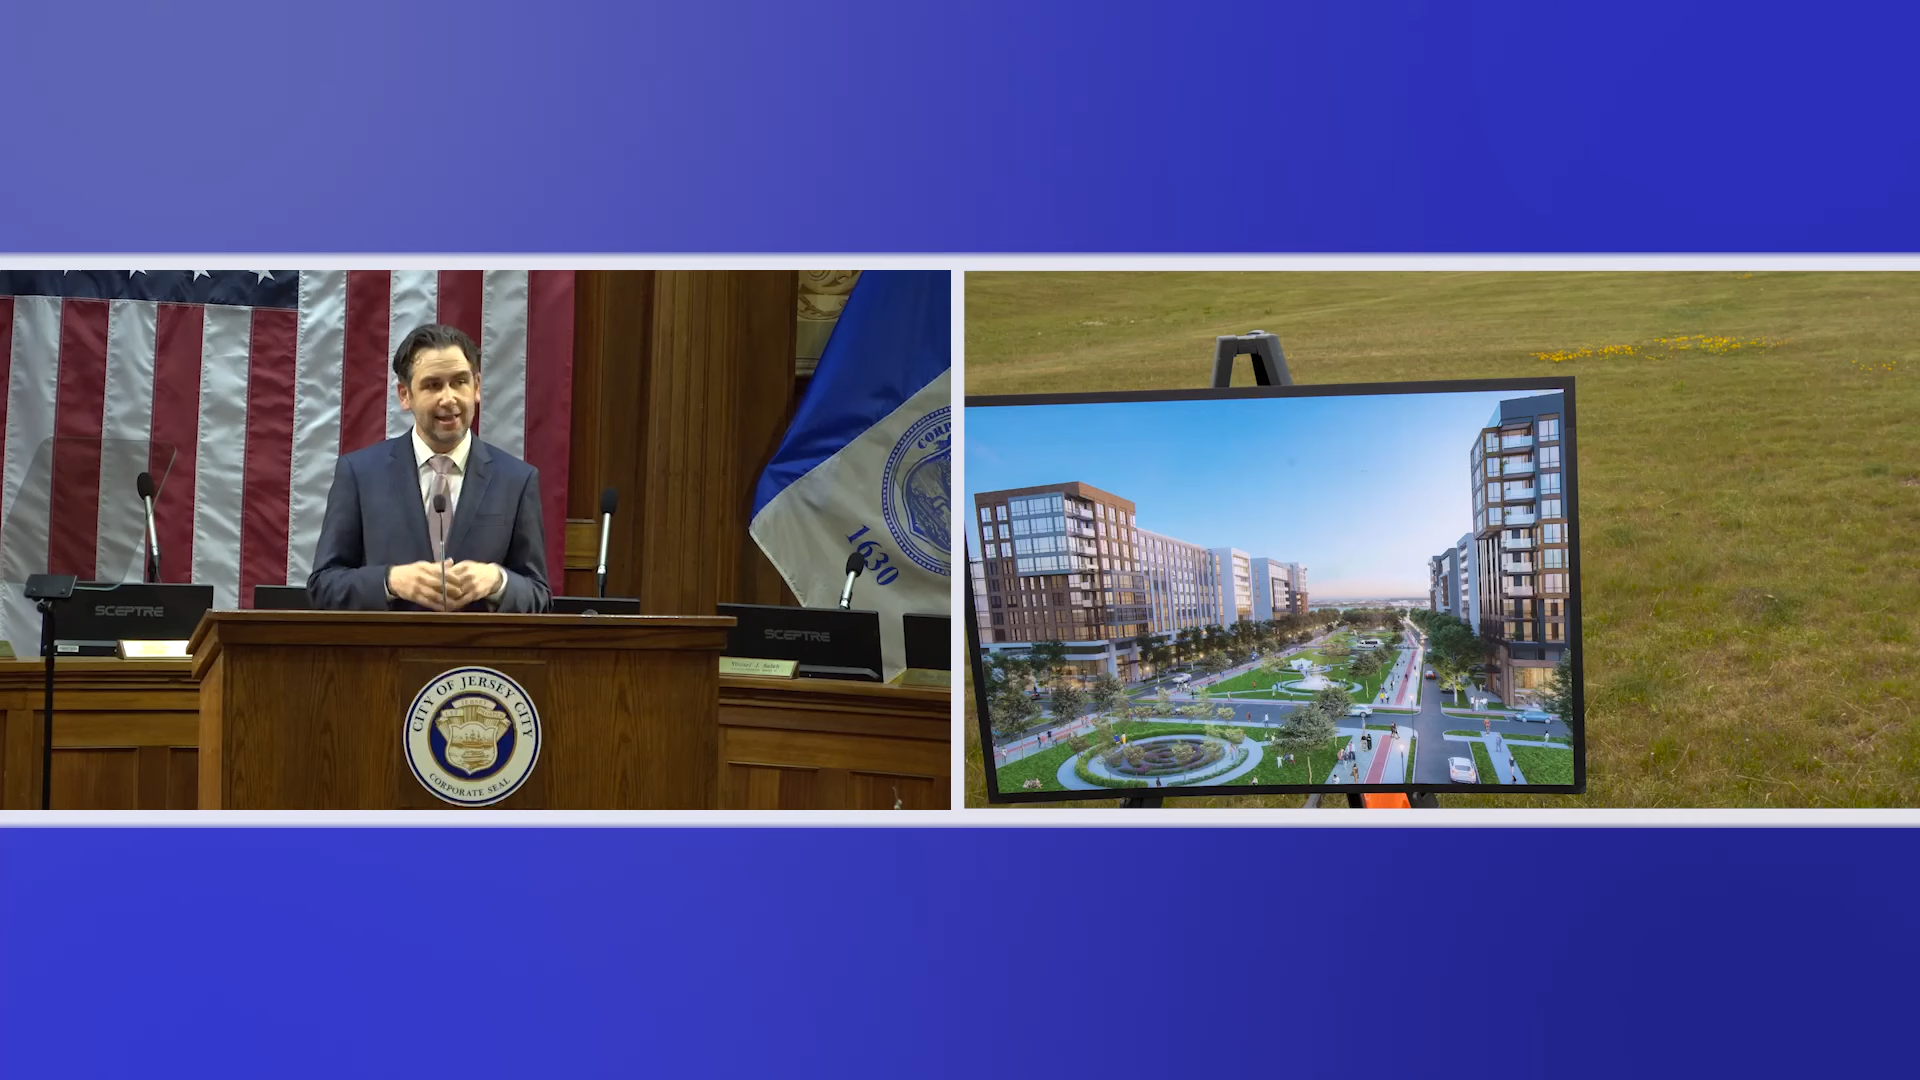 SCEPTRE
SCEPTRE
CORP
1630
CITY OF JERSEY CITY
CORPORATE SEAL